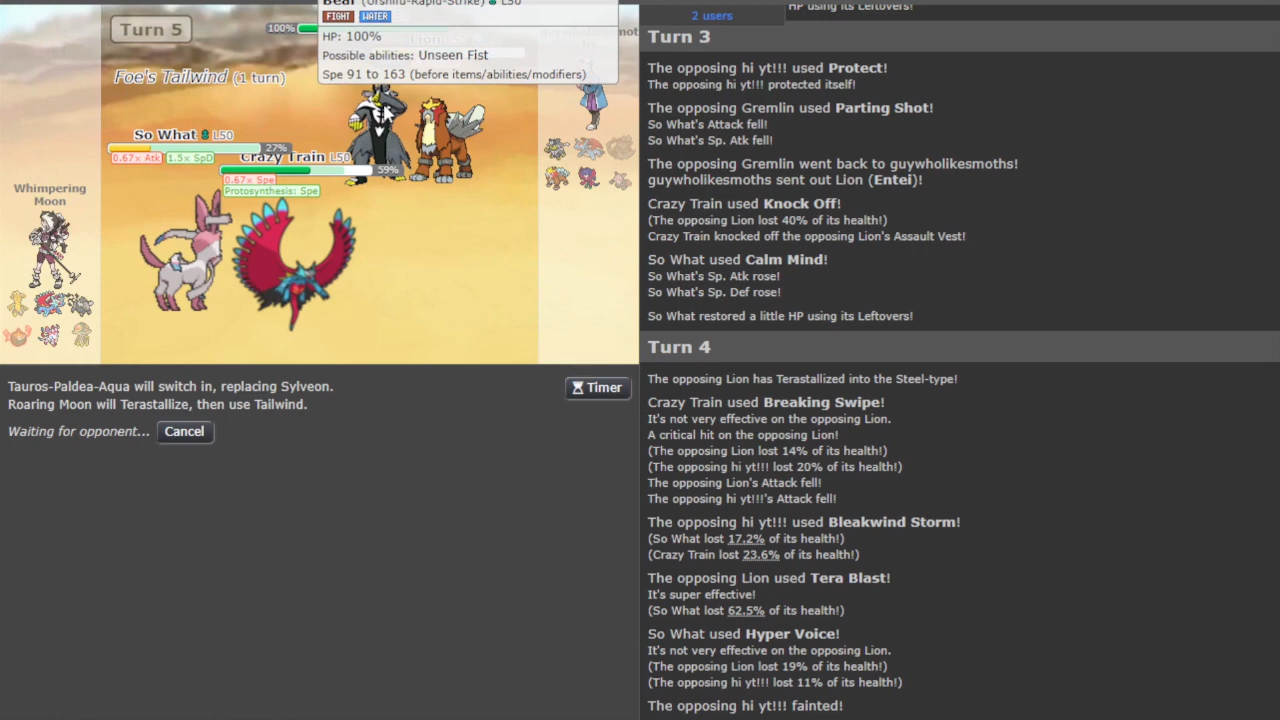 Bear (Urshifu-Rapid-Strike) L50
FIGHT WATER
HP: 100%
Possible abilities: Unseen Fist
Spe 91 to 163 (before items/abilities/modifiers)
Turn 5
100%
Foe's Tailwind (1 turn)
So What L50
27%
0.67x Atk 1.5x SpD
Crazy Train L50
59%
0.67x Spe
Protosynthesis: Spe
Whimpering
Moon
Tauros-Paldea-Aqua will switch in, replacing Sylveon.
Roaring Moon will Terastallize, then use Tailwind.
Waiting for opponent... Cancel
Timer
2 users
HP using its Leftovers!
Turn 3
The opposing hi yt!!! used Protect!
The opposing hi yt!!! protected itself!
The opposing Gremlin used Parting Shot!
So What's Attack fell!
So What's Sp. Atk fell!
The opposing Gremlin went back to guywholikesmoths!
guywholikesmoths sent out Lion (Entei)!
Crazy Train used Knock Off!
(The opposing Lion lost 40% of its health!)
Crazy Train knocked off the opposing Lion's Assault Vest!
So What used Calm Mind!
So What's Sp. Atk rose!
So What's Sp. Def rose!
So What restored a little HP using its Leftovers!
Turn 4
The opposing Lion has Terastallized into the Steel-type!
Crazy Train used Breaking Swipe!
It's not very effective on the opposing Lion.
A critical hit on the opposing Lion!
(The opposing Lion lost 14% of its health!)
(The opposing hi yt!!! lost 20% of its health!)
The opposing Lion's Attack fell!
The opposing hi yt!!!'s Attack fell!
The opposing hi yt!!! used Bleakwind Storm!
(So What lost 17.2% of its health!)
(Crazy Train lost 23.6% of its health!)
The opposing Lion used Tera Blast!
It's super effective!
(So What lost 62.5% of its health!)
So What used Hyper Voice!
It's not very effective on the opposing Lion.
(The opposing Lion lost 19% of its health!)
(The opposing hi yt!!! lost 11% of its health!)
The opposing hi yt!!! fainted!